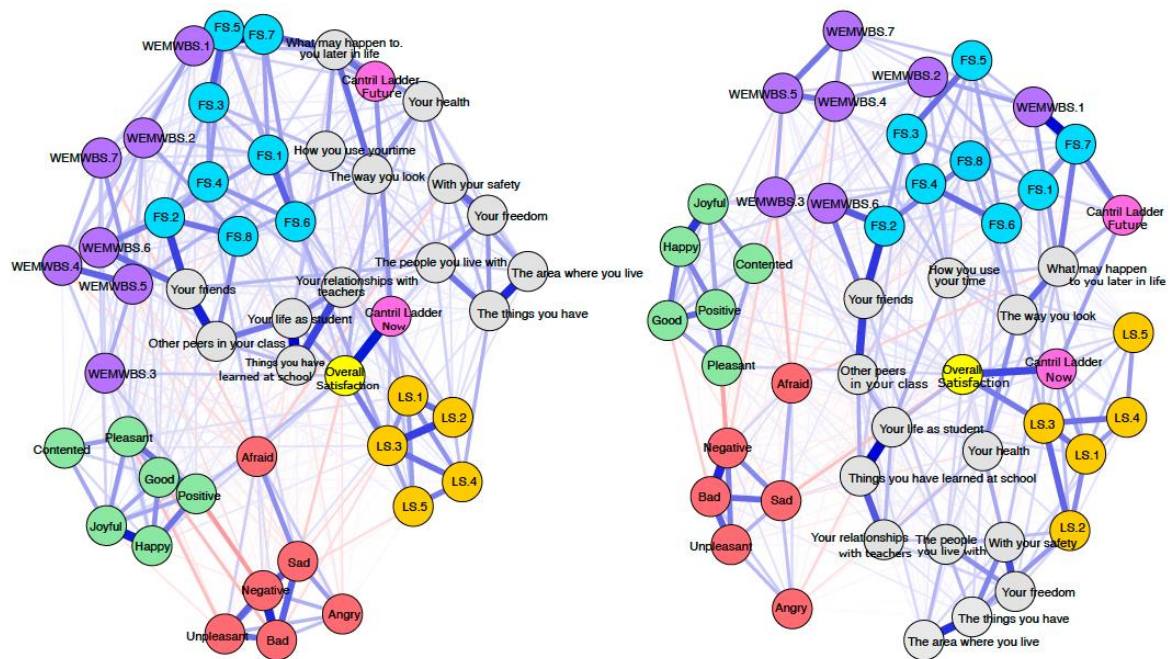 FS.5
FS.7
WEMWBS.1
What may happen to.
you later in life
Cantril Ladder
Future
Your health
FS.3
WEMWBS.2
WEMWBS.7
FS.1
How you use yourtime
The way you look
FS.4
With your safety
FS.2
FS.8
FS.6
Your freedom
WEMWBS.6
WEMWBS.4
WEMWBS.5
The people you live with
The area where you live
Your friends
Your relationships with
teachers
Your life as student
Cantril Ladder
Now
The things you have
Other peers in your class
Things you have
learned at school
Overall
Satisfaction
WEMWBS.3
LS.1
LS.2
LS.3
LS.4
LS.5
Contented
Pleasant
Good
Positive
Joyful
Happy
Afraid
Sad
Negative
Angry
Unpleasant
Bad
WEMWBS.7
FS.5
WEMWBS.2
WEMWBS.5
WEMWBS.4
WEMWBS.1
FS.3
FS.7
FS.8
FS.4
FS.1
Joyful
WEMWBS.3
WEMWBS.6
FS.2
FS.6
Cantril Ladder
Future
Happy
Contented
How you use
your time
What may happen
to you later in life
Your friends
Good
Positive
The way you look
LS.5
Pleasant
Afraid
Other peers
in your class
Overall
Satisfaction
Cantril Ladder
Now
LS.3
LS.4
Your life as student
Negative
Your health
LS.1
Things you have learned at school
Bad
Sad
LS.2
Unpleasant
Your relationships
with teachers
The people
you live with
With your safety
Your freedom
Angry
The things you have
The area where you live